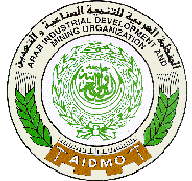 المنظمة العربية للتنمية الصناعية والتعدين
ARAB INDUSTRIAL DEVELOPMENT AND
MINING ORGANIZATION
AIDMO